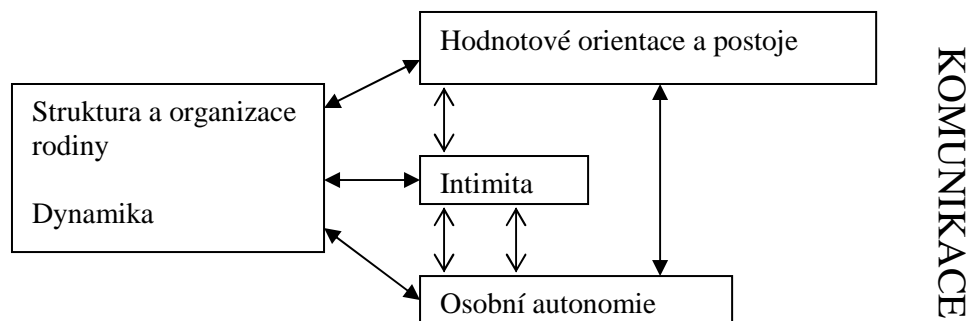 Hodnotové orientace a postoje
Struktura a organizace
rodiny
Dynamika
Intimita
Osobní autonomie
KOMUNIKACE